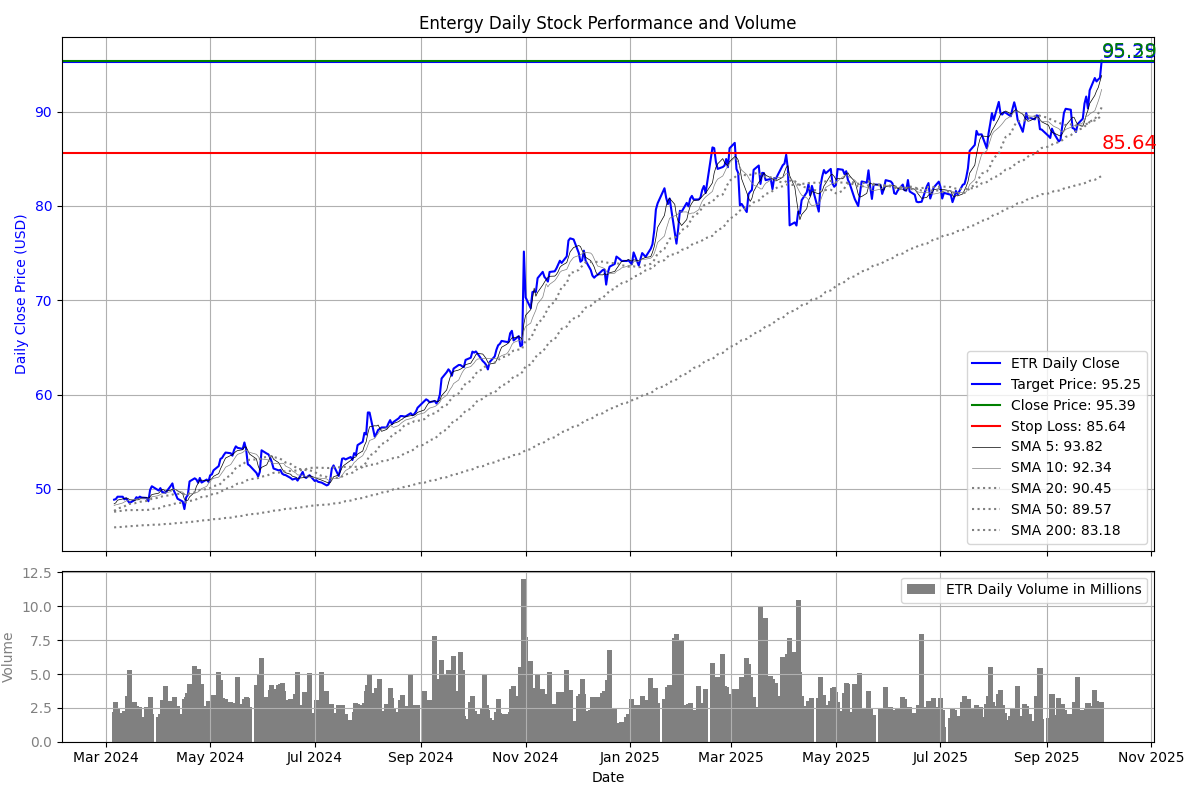 Entergy Daily Stock Performance and Volume
95.39
95.25
85.64
Daily Close Price (USD)
90
80
70
60
50
ETR Daily Close
Target Price: 95.25
Close Price: 95.39
Stop Loss: 85.64
SMA 5: 93.82
SMA 10: 92.34
SMA 20: 90.45
SMA 50: 89.57
SMA 200: 83.18
Volume
12.5
10.0
7.5
5.0
2.5
0.0
ETR Daily Volume in Millions
Mar 2024 May 2024 Jul 2024 Sep 2024 Nov 2024 Jan 2025 Mar 2025 May 2025 Jul 2025 Sep 2025 Nov 2025
Date